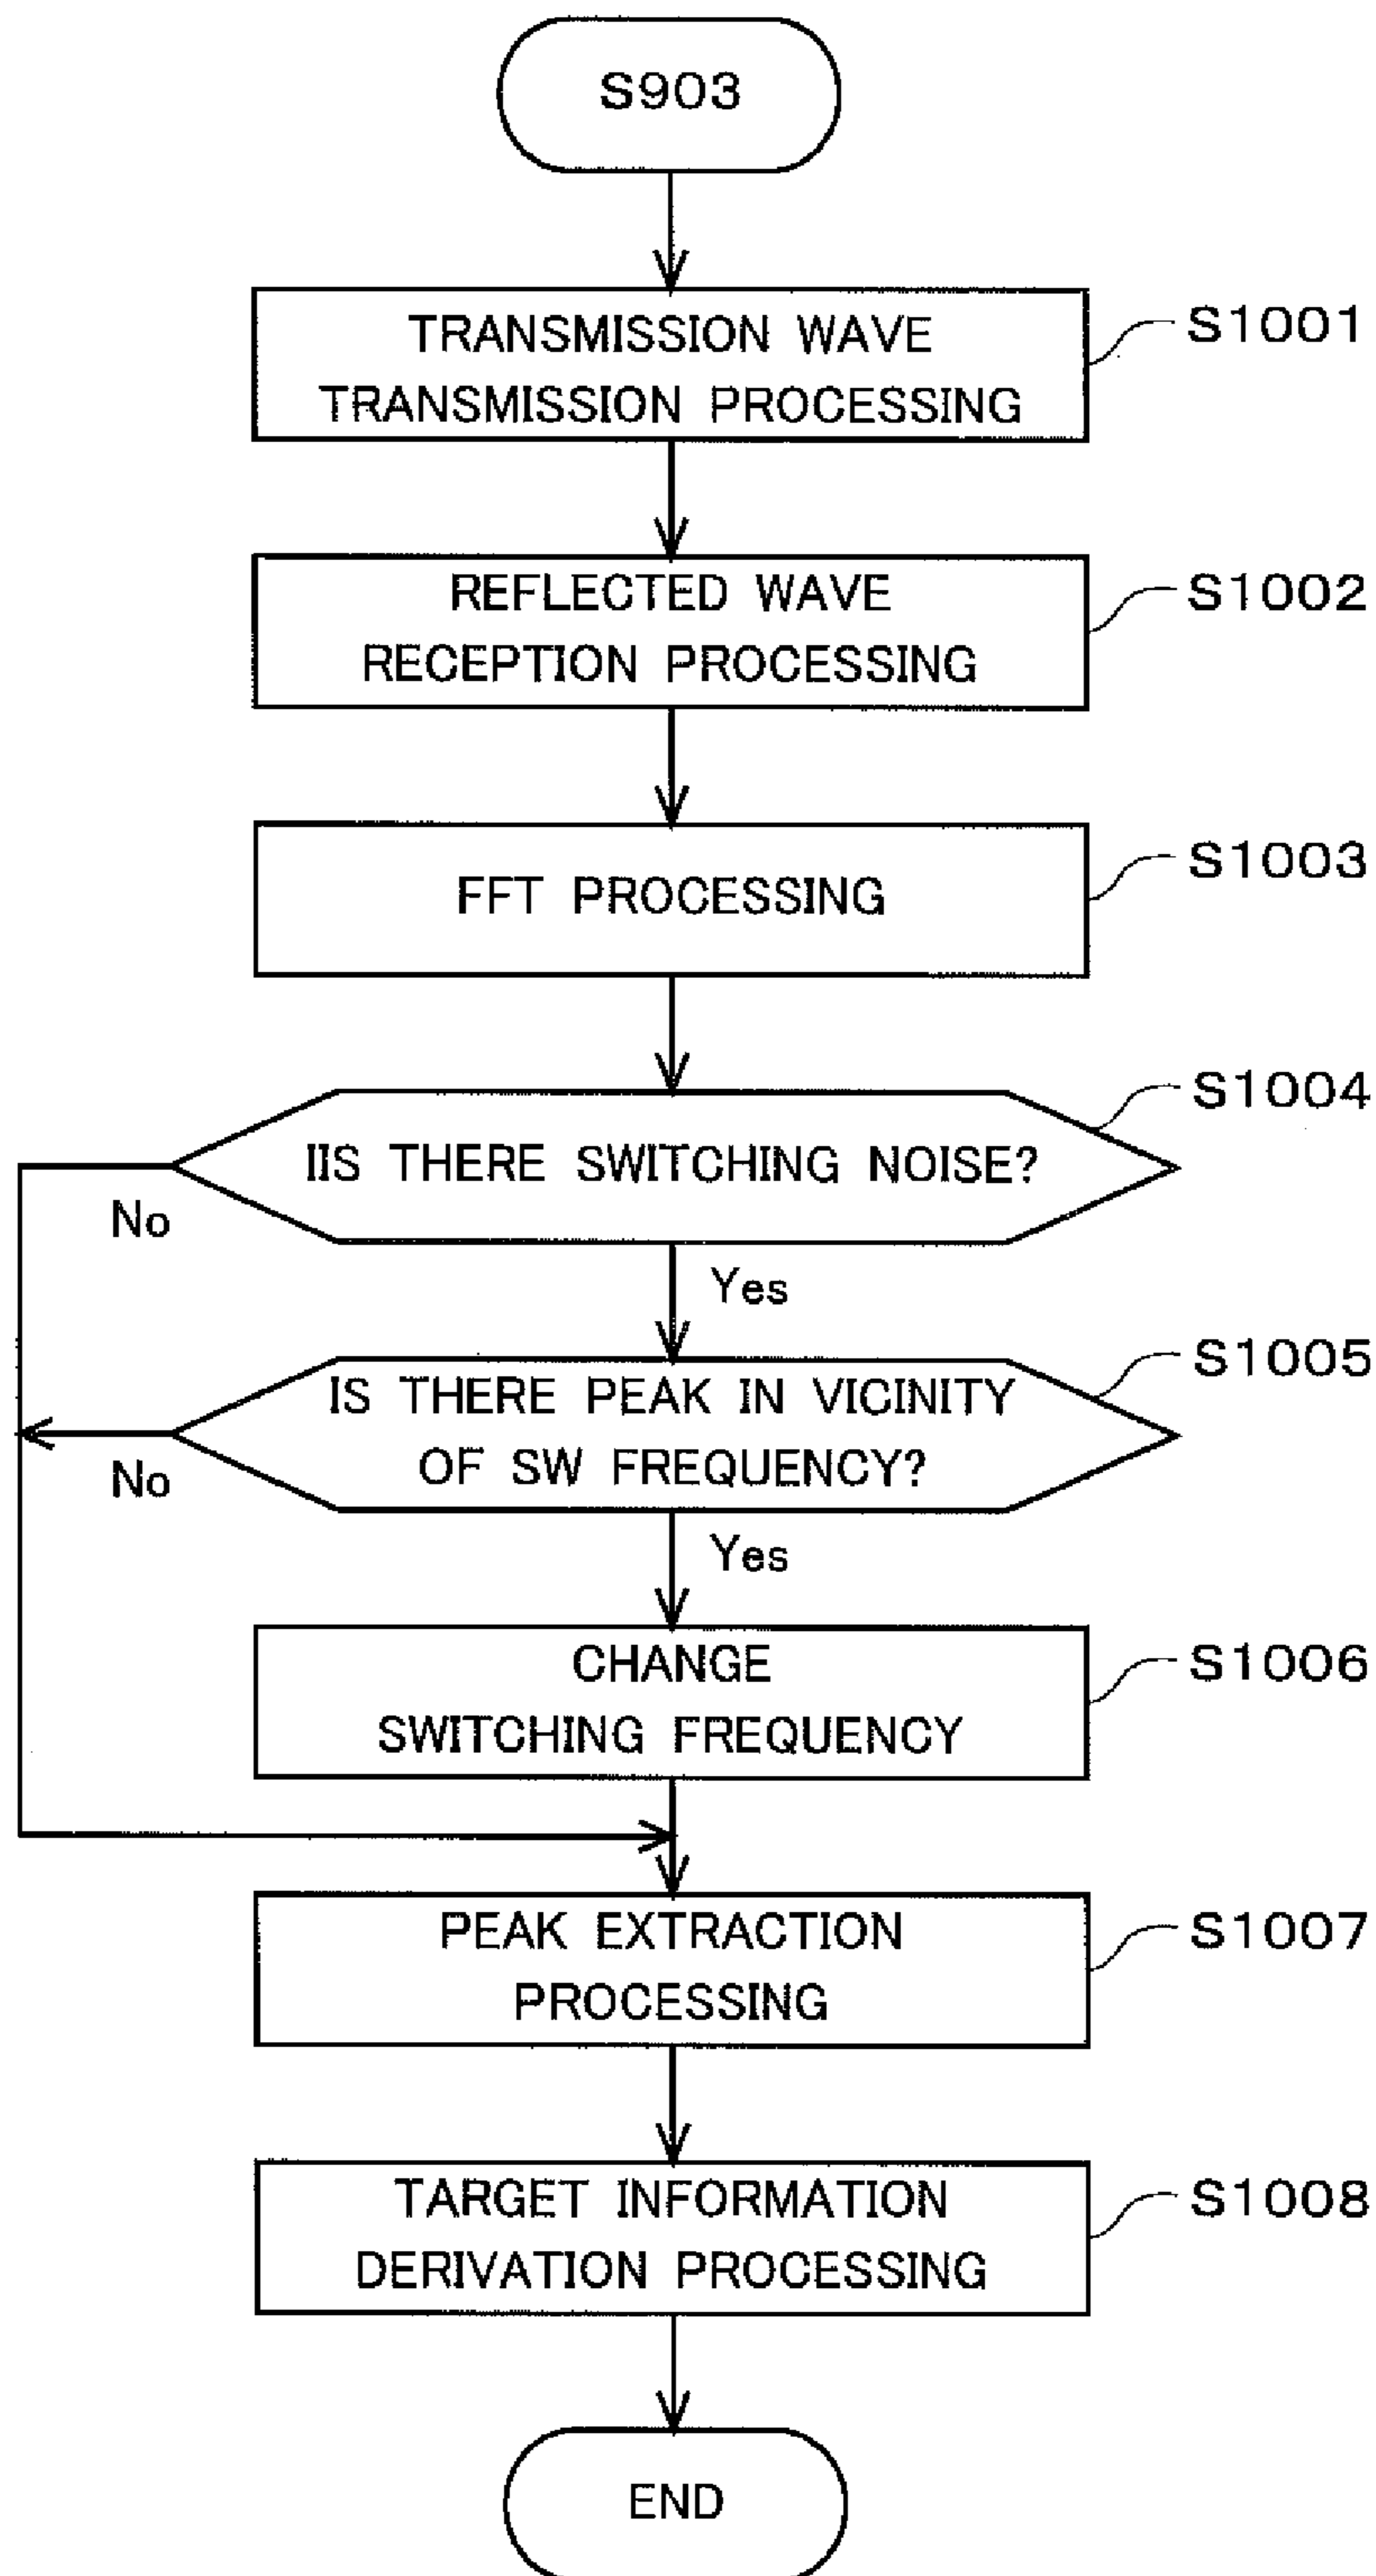 S903
TRANSMISSION WAVE
TRANSMISSION PROCESSING
S1001
REFLECTED WAVE
RECEPTION PROCESSING
S1002
FFT PROCESSING
S1003
IIS THERE SWITCHING NOISE?
S1004
No
Yes
IS THERE PEAK IN VICINITY
OF SW FREQUENCY?
S1005
No
Yes
CHANGE
SWITCHING FREQUENCY
S1006
PEAK EXTRACTION
PROCESSING
S1007
TARGET INFORMATION
DERIVATION PROCESSING
S1008
END